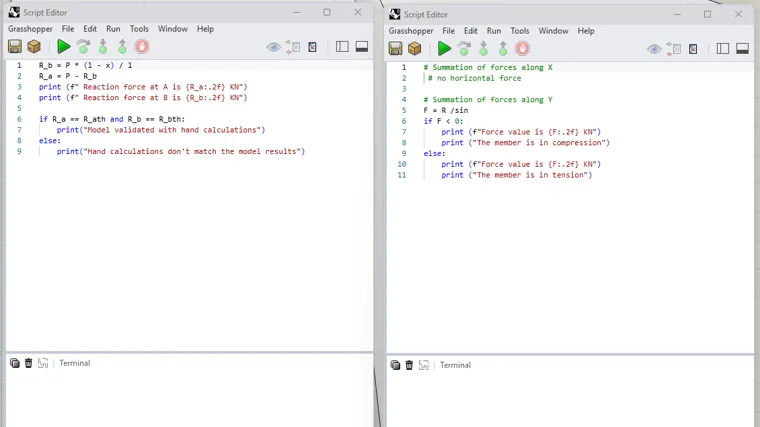 Script Editor
Grasshopper File Edit Run Tools Window Help
1 R_b = P * (l - x) / l
2 R_a = P - R_b
3 print (f" Reaction force at A is {R_a:.2f} KN")
4 print (f" Reaction force at B is {R_b:.2f} KN")
5
6 if R_a == R_ath and R_b == R_bth:
7 print("Model validated with hand calculations")
8 else:
9 print("Hand calculations don't match the model results")
Terminal
Script Editor
Grasshopper File Edit Run Tools Window Help
1 # Summation of forces along X
2 # no horizontal force
3
4 # Summation of forces along Y
5 F = R /sin
6 if F < 0:
7 print (f"Force value is {F:.2f} KN")
8 print ("The member is in compression")
9 else:
10 print (f"Force value is {F:.2f} KN")
11 print ("The member is in tension")
Terminal